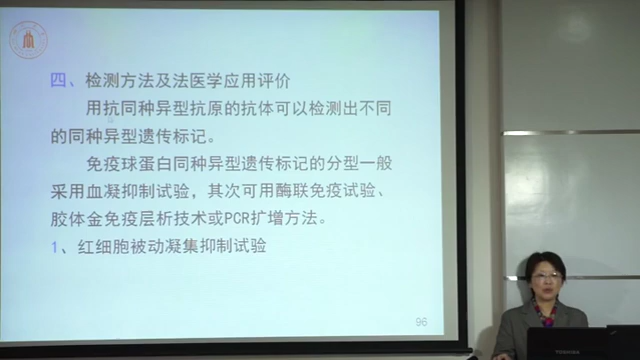 四、检测方法及法医学应用评价
用抗同种异型抗原的抗体可以检测出不同
的同种异型遗传标记。
免疫球蛋白同种异型遗传标记的分型一般
采用血凝抑制试验，其次可用酶联免疫试验、
胶体金免疫层析技术或PCR扩增方法。
1、红细胞被动凝集抑制试验
96
TOSHIBA